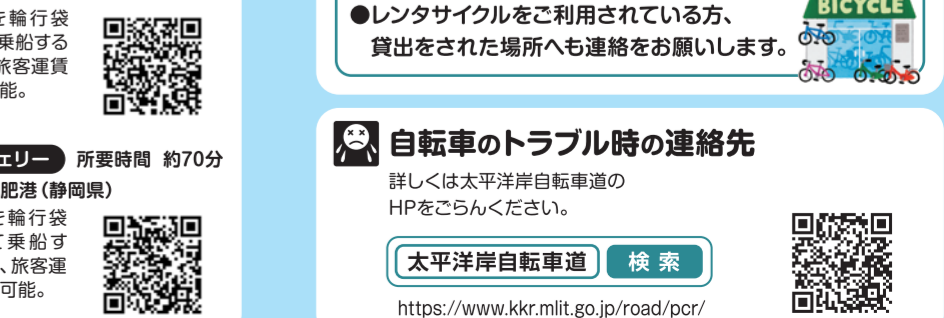 を輪行袋
乗船する
旅客運賃
能。
ェリー 所要時間 約70分
肥港(静岡県)
を輪行袋
て乗船す
、旅客運
可能。
BICYCLE
●レンタサイクルをご利用されている方、
貸出をされた場所へも連絡をお願いします。
自転車のトラブル時の連絡先
詳しくは太平洋岸自転車道の
HPをごらんください。
太平洋岸自転車道 検索
https://www.kkr.mlit.go.jp/road/pcr/